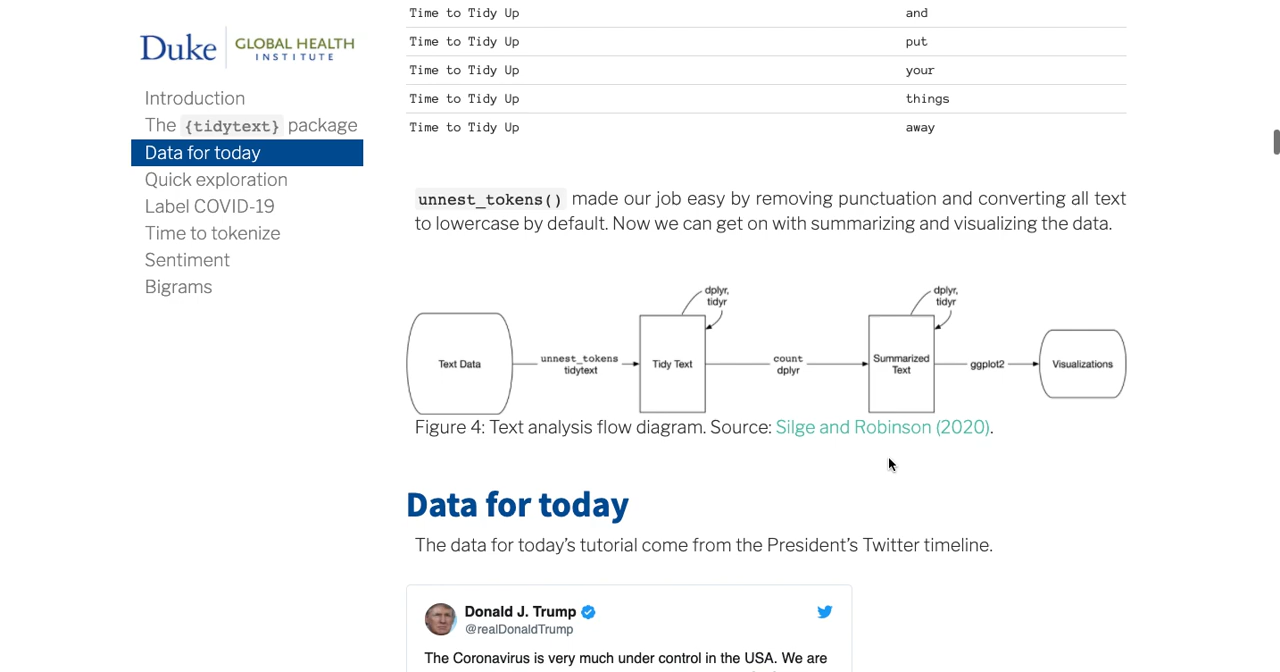 Duke GLOBAL HEALTH
INSTITUTE
Introduction
The {tidytext} package
Data for today
Quick exploration
Label COVID-19
Time to tokenize
Sentiment
Bigrams
Time to Tidy Up and
Time to Tidy Up put
Time to Tidy Up your
Time to Tidy Up things
Time to Tidy Up away
unnest_tokens() made our job easy by removing punctuation and converting all text
to lowercase by default. Now we can get on with summarizing and visualizing the data.
Text Data
unnest_tokens
tidytext
Tidy Text
dplyr,
tidyr
count
dplyr
Summarized
Text
dplyr,
tidyr
ggplot2
Visualizations
Figure 4: Text analysis flow diagram. Source: Silge and Robinson (2020).
Data for today
The data for today’s tutorial come from the President’s Twitter timeline.
Donald J. Trump
@realDonaldTrump
The Coronavirus is very much under control in the USA. We are